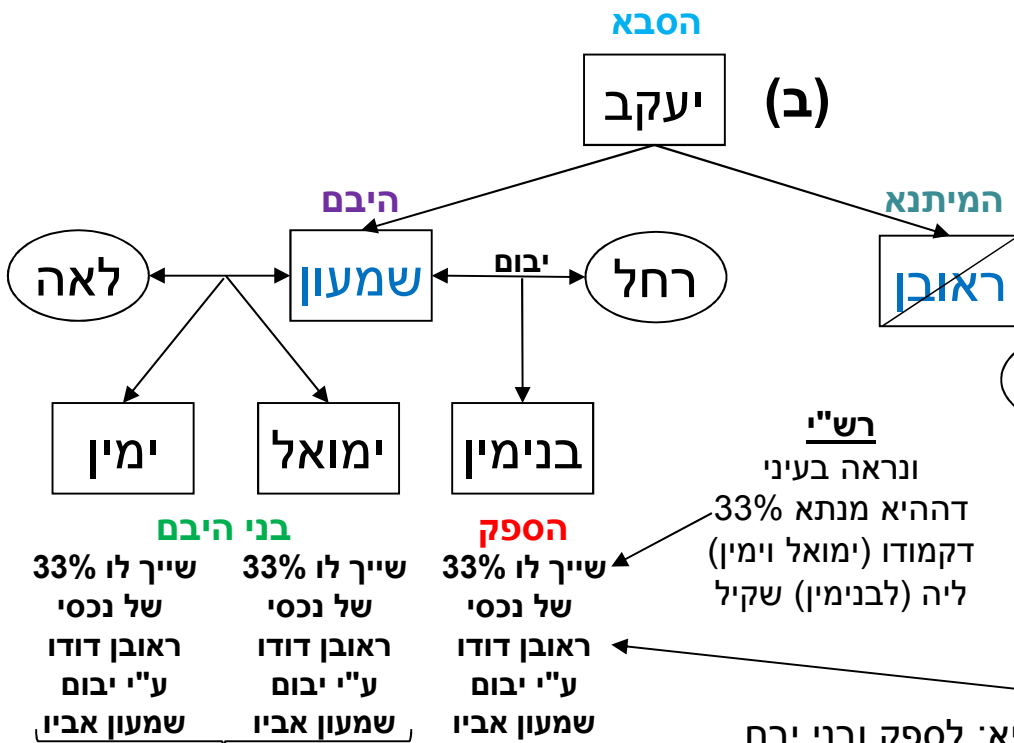 הסבא
יעקב
(ב)
המיתנא
היבם
ראובן
רחל
יבום
שמעון
לאה
בנימין
ימואל
ימין
רש"י
ונראה בעיני
דההיא מנתא 33%
דקמודו (ימואל וימין)
ליה (לבנימין) שקיל
הספק
בני היבם
שייך לו 33%
של נכסי
ראובן דודו
ע"י יבום
שמעון אביו
שייך לו 33%
של נכסי
ראובן דודו
ע"י יבום
שמעון אביו
שייך לו 33%
של נכסי
ראובן דודו
ע"י יבום
שמעון אביו
לספק ובני יבם